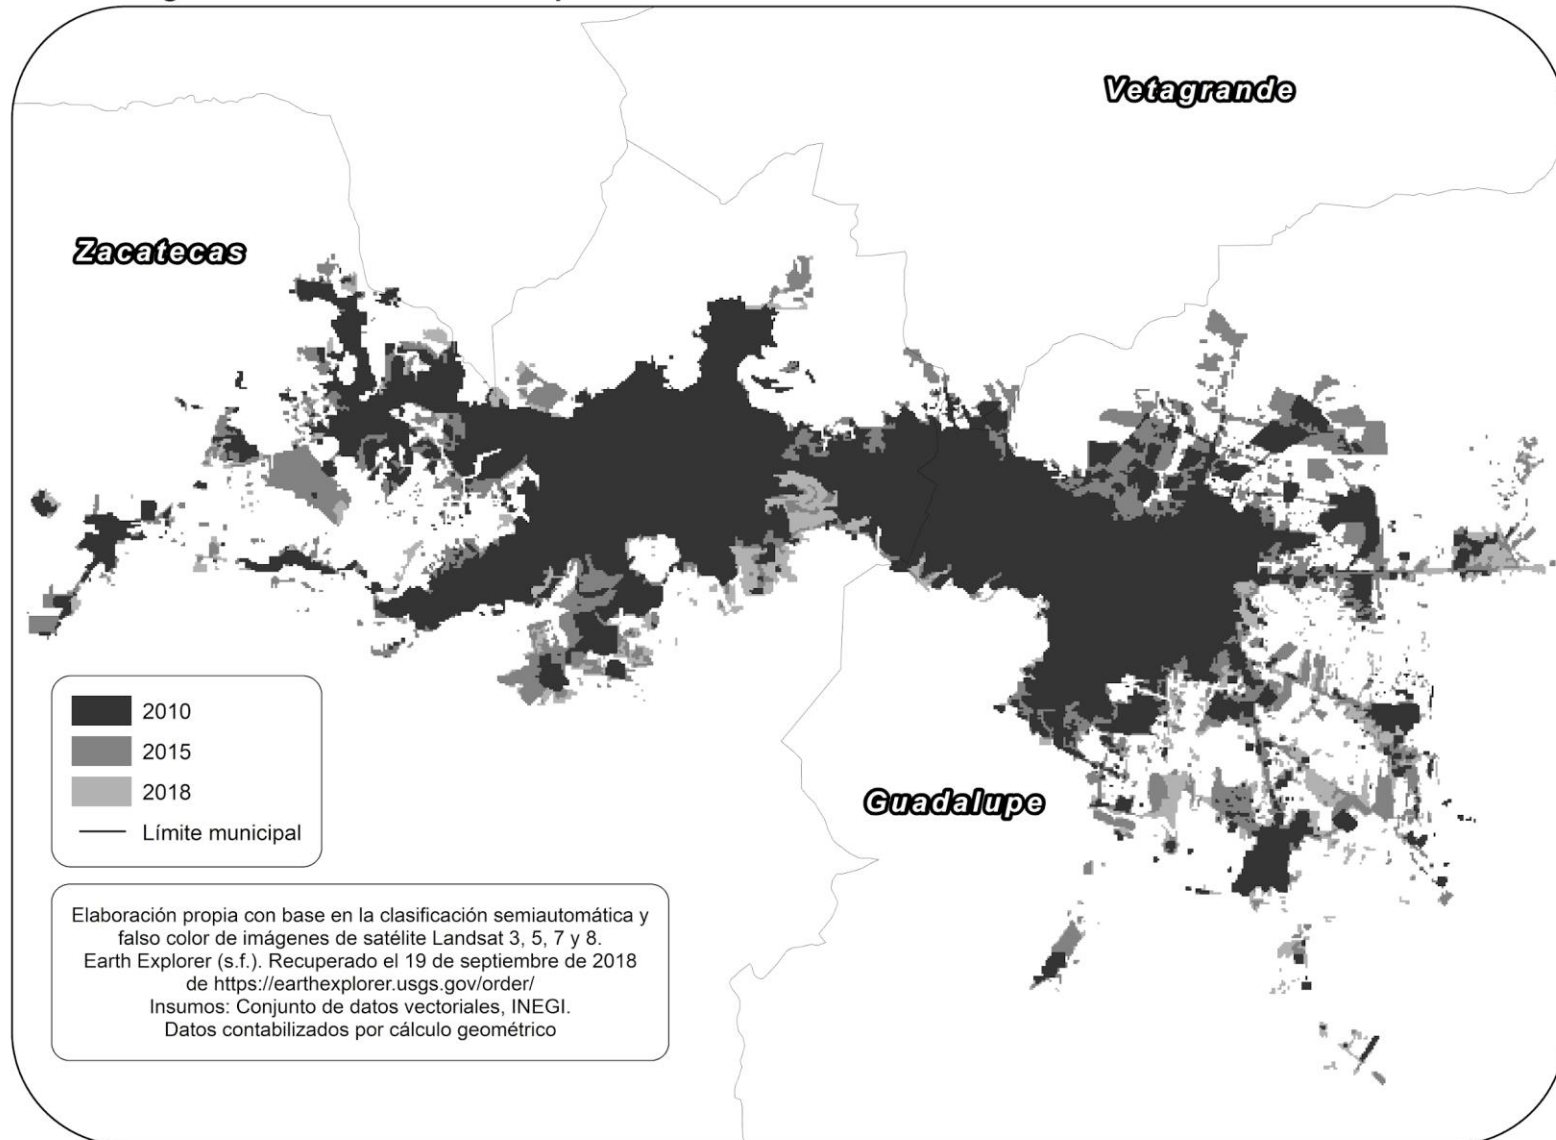 Vetagrande
Zacatecas
Guadalupe
2010
2015
2018
Límite municipal
Elaboración propia con base en la clasificación semiautomática y
falso color de imágenes de satélite Landsat 3, 5, 7 y 8.
Earth Explorer (s.f.). Recuperado el 19 de septiembre de 2018
de https://earthexplorer.usgs.gov/order/
Insumos: Conjunto de datos vectoriales, INEGI.
Datos contabilizados por cálculo geométrico